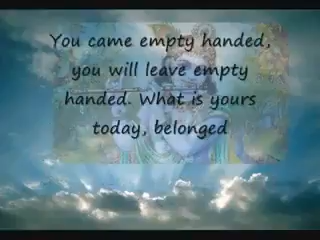 You came empty handed,
you will leave empty
handed. What is yours
today, belonged